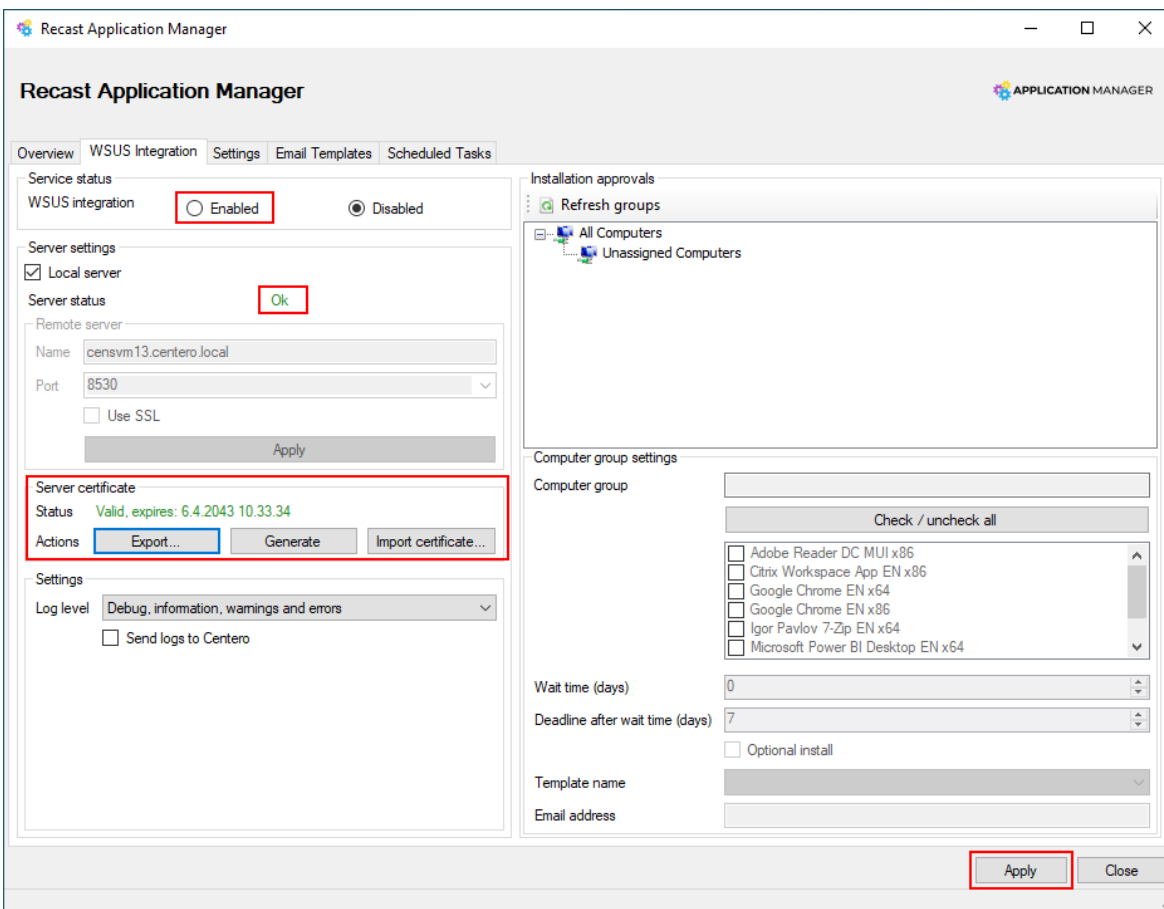 Recast Application Manager
Recast Application Manager
APPLICATION MANAGER
Overview WSUS Integration Settings Email Templates Scheduled Tasks
Service status
WSUS integration Enabled Disabled
Server settings
Local server
Server status Ok
Remote server
Name censvm13.centero.local
Port 8530
Use SSL
Apply
Server certificate
Status Valid, expires: 6.4.2043 10.33.34
Actions Export... Generate Import certificate...
Settings
Log level Debug, information, warnings and errors
Send logs to Centero
Installation approvals
Refresh groups
All Computers
Unassigned Computers
Computer group settings
Computer group
Check / uncheck all
Adobe Reader DC MUI x86
Citrix Workspace App EN x86
Google Chrome EN x64
Google Chrome EN x86
Igor Pavlov 7-Zip EN x64
Microsoft Power BI Desktop EN x64
Wait time (days) 0
Deadline after wait time (days) 7
Optional install
Template name
Email address
Apply Close